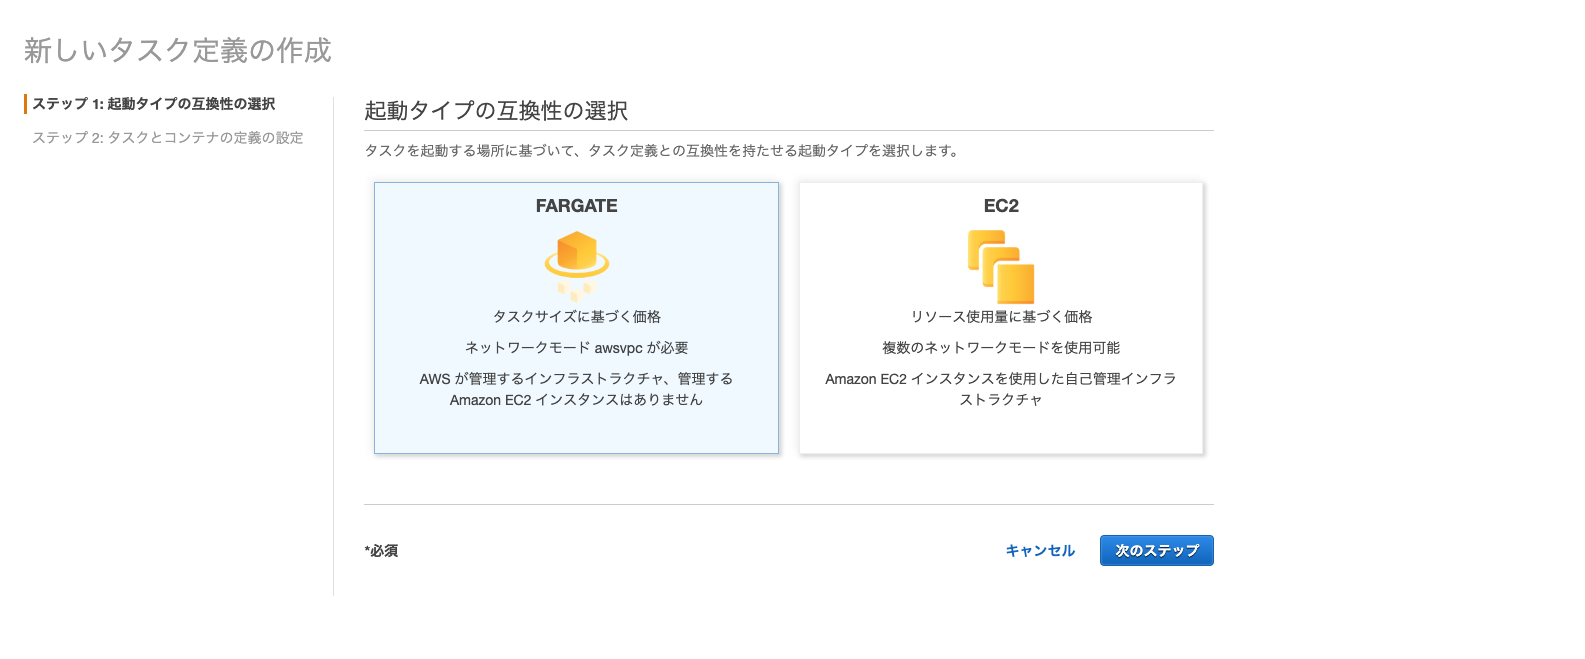 新しいタスク定義の作成
ステップ 1: 起動タイプの互換性の選択
ステップ 2: タスクとコンテナの定義の設定
起動タイプの互換性の選択
タスクを起動する場所に基づいて、タスク定義との互換性を持たせる起動タイプを選択します。
FARGATE
タスクサイズに基づく価格
ネットワークモード awsvpc が必要
AWS が管理するインフラストラクチャ、管理する
Amazon EC2 インスタンスはありません
EC2
リソース使用量に基づく価格
複数のネットワークモードを使用可能
Amazon EC2 インスタンスを使用した自己管理インフラ
ストラクチャ
*必須
キャンセル
次のステップ